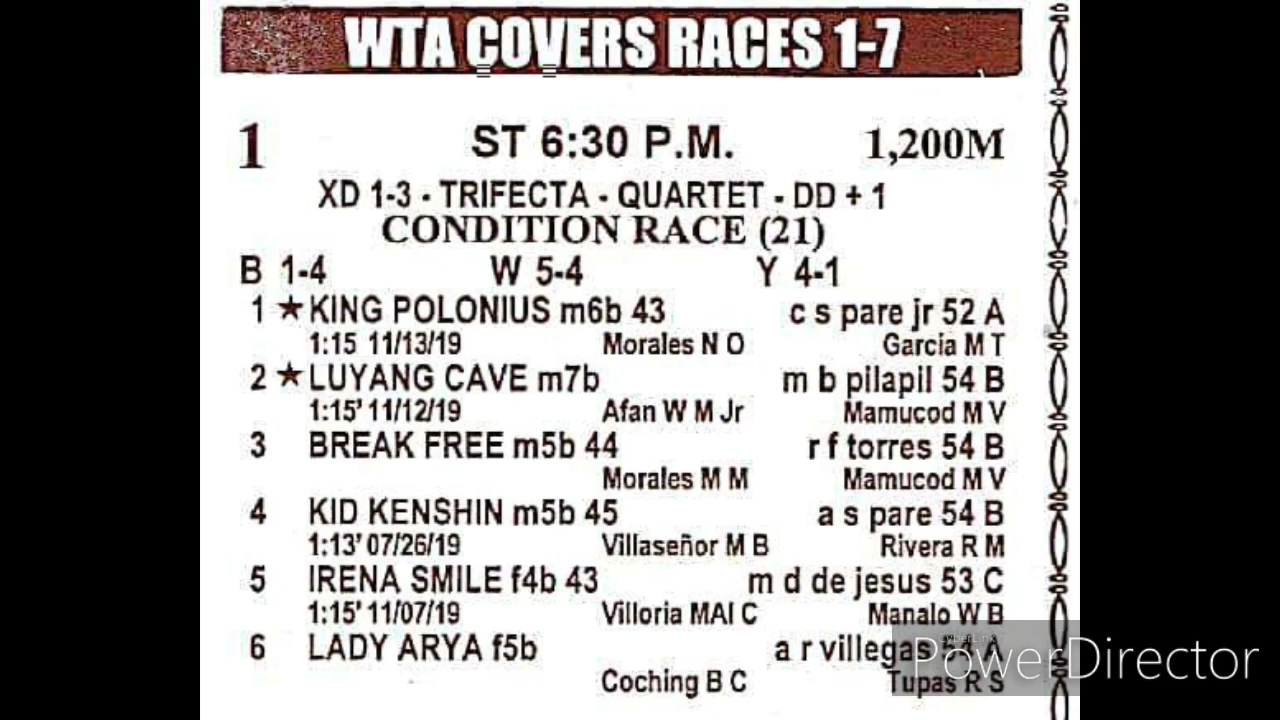 WTA COVERS RACES 1-7
1 ST 6:30 P.M. 1,200M
XD 1-3 - TRIFECTA - QUARTET - DD + 1
CONDITION RACE (21)
B 1-4 W 5-4 Y 4-1
1 ★ KING POLONIUS m6b 43 c s pare jr 52 A
1:15 11/13/19 Morales N O Garcia M T
2 ★ LUYANG CAVE m7b m b pilapil 54 B
1:15' 11/12/19 Afan W M Jr Mamucod M V
3 BREAK FREE m5b 44 r f torres 54 B
Morales M M Mamucod M V
4 KID KENSHIN m5b 45 a s pare 54 B
1:13' 07/26/19 Villaseñor M B Rivera R M
5 IRENA SMILE f4b 43 m d de jesus 53 C
1:15' 11/07/19 Villoria MAI C Manalo W B
6 LADY ARYA f5b a r villegas A
Coching B C Tupas R S
CyberLink
PowerDirector